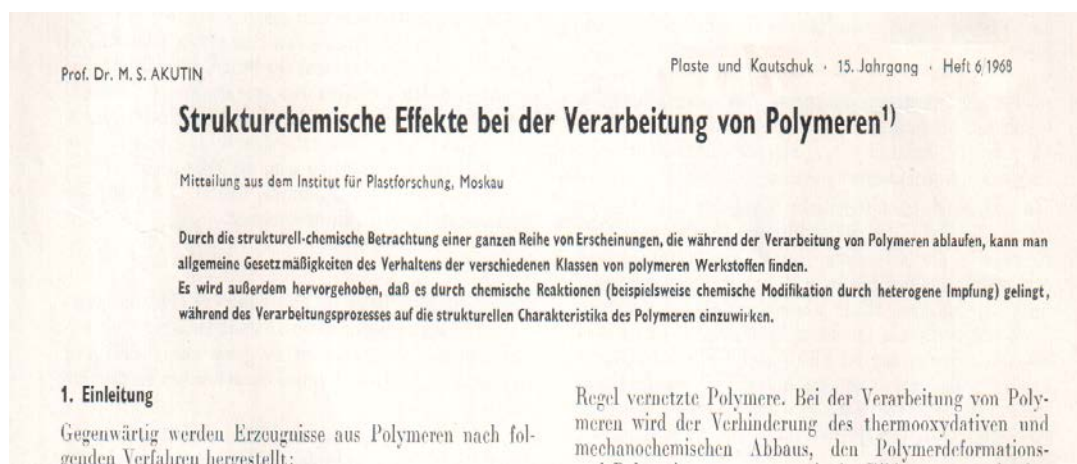 Prof. Dr. M. S. AKUTIN
Plaste und Kautschuk · 15. Jahrgang · Heft 6/1968
Strukturchemische Effekte bei der Verarbeitung von Polymeren¹⁾
Mitteilung aus dem Institut für Plastforschung, Moskau
Durch die strukturell-chemische Betrachtung einer ganzen Reihe von Erscheinungen, die während der Verarbeitung von Polymeren ablaufen, kann man
allgemeine Gesetzmäßigkeiten des Verhaltens der verschiedenen Klassen von polymeren Werkstoffen finden.
Es wird außerdem hervorgehoben, daß es durch chemische Reaktionen (beispielsweise chemische Modifikation durch heterogene Impfung) gelingt,
während des Verarbeitungsprozesses auf die strukturellen Charakteristika des Polymeren einzuwirken.
1. Einleitung
Gegenwärtig werden Erzeugnisse aus Polymeren nach fol-
genden Verfahren hergestellt:
Regel vernetzte Polymere. Bei der Verarbeitung von Poly-
meren wird der Verhinderung des thermooxydativen und
mechanochemischen Abbaus, den Polymerdeformations-